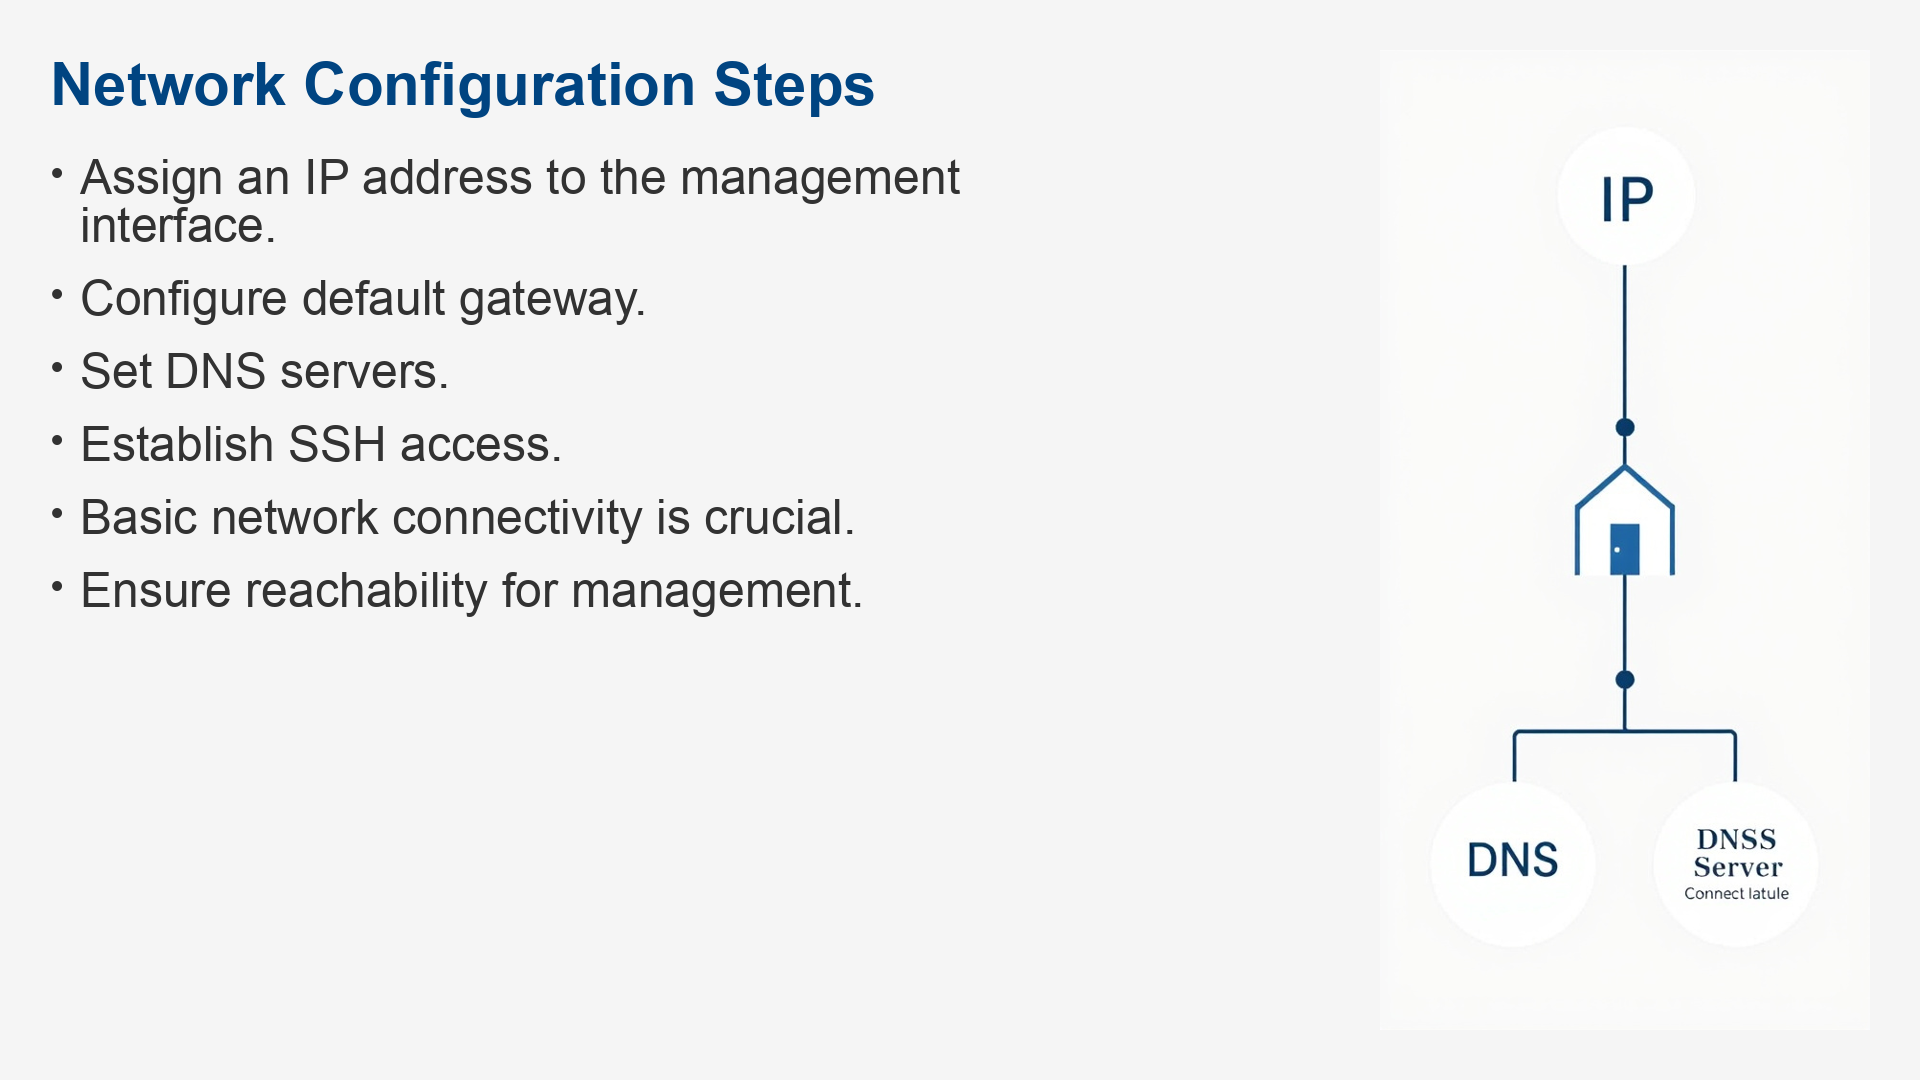 Network Configuration Steps
• Assign an IP address to the management
interface.
• Configure default gateway.
• Set DNS servers.
• Establish SSH access.
• Basic network connectivity is crucial.
• Ensure reachability for management.
IP
DNS
DNSS
Server
Connect latule